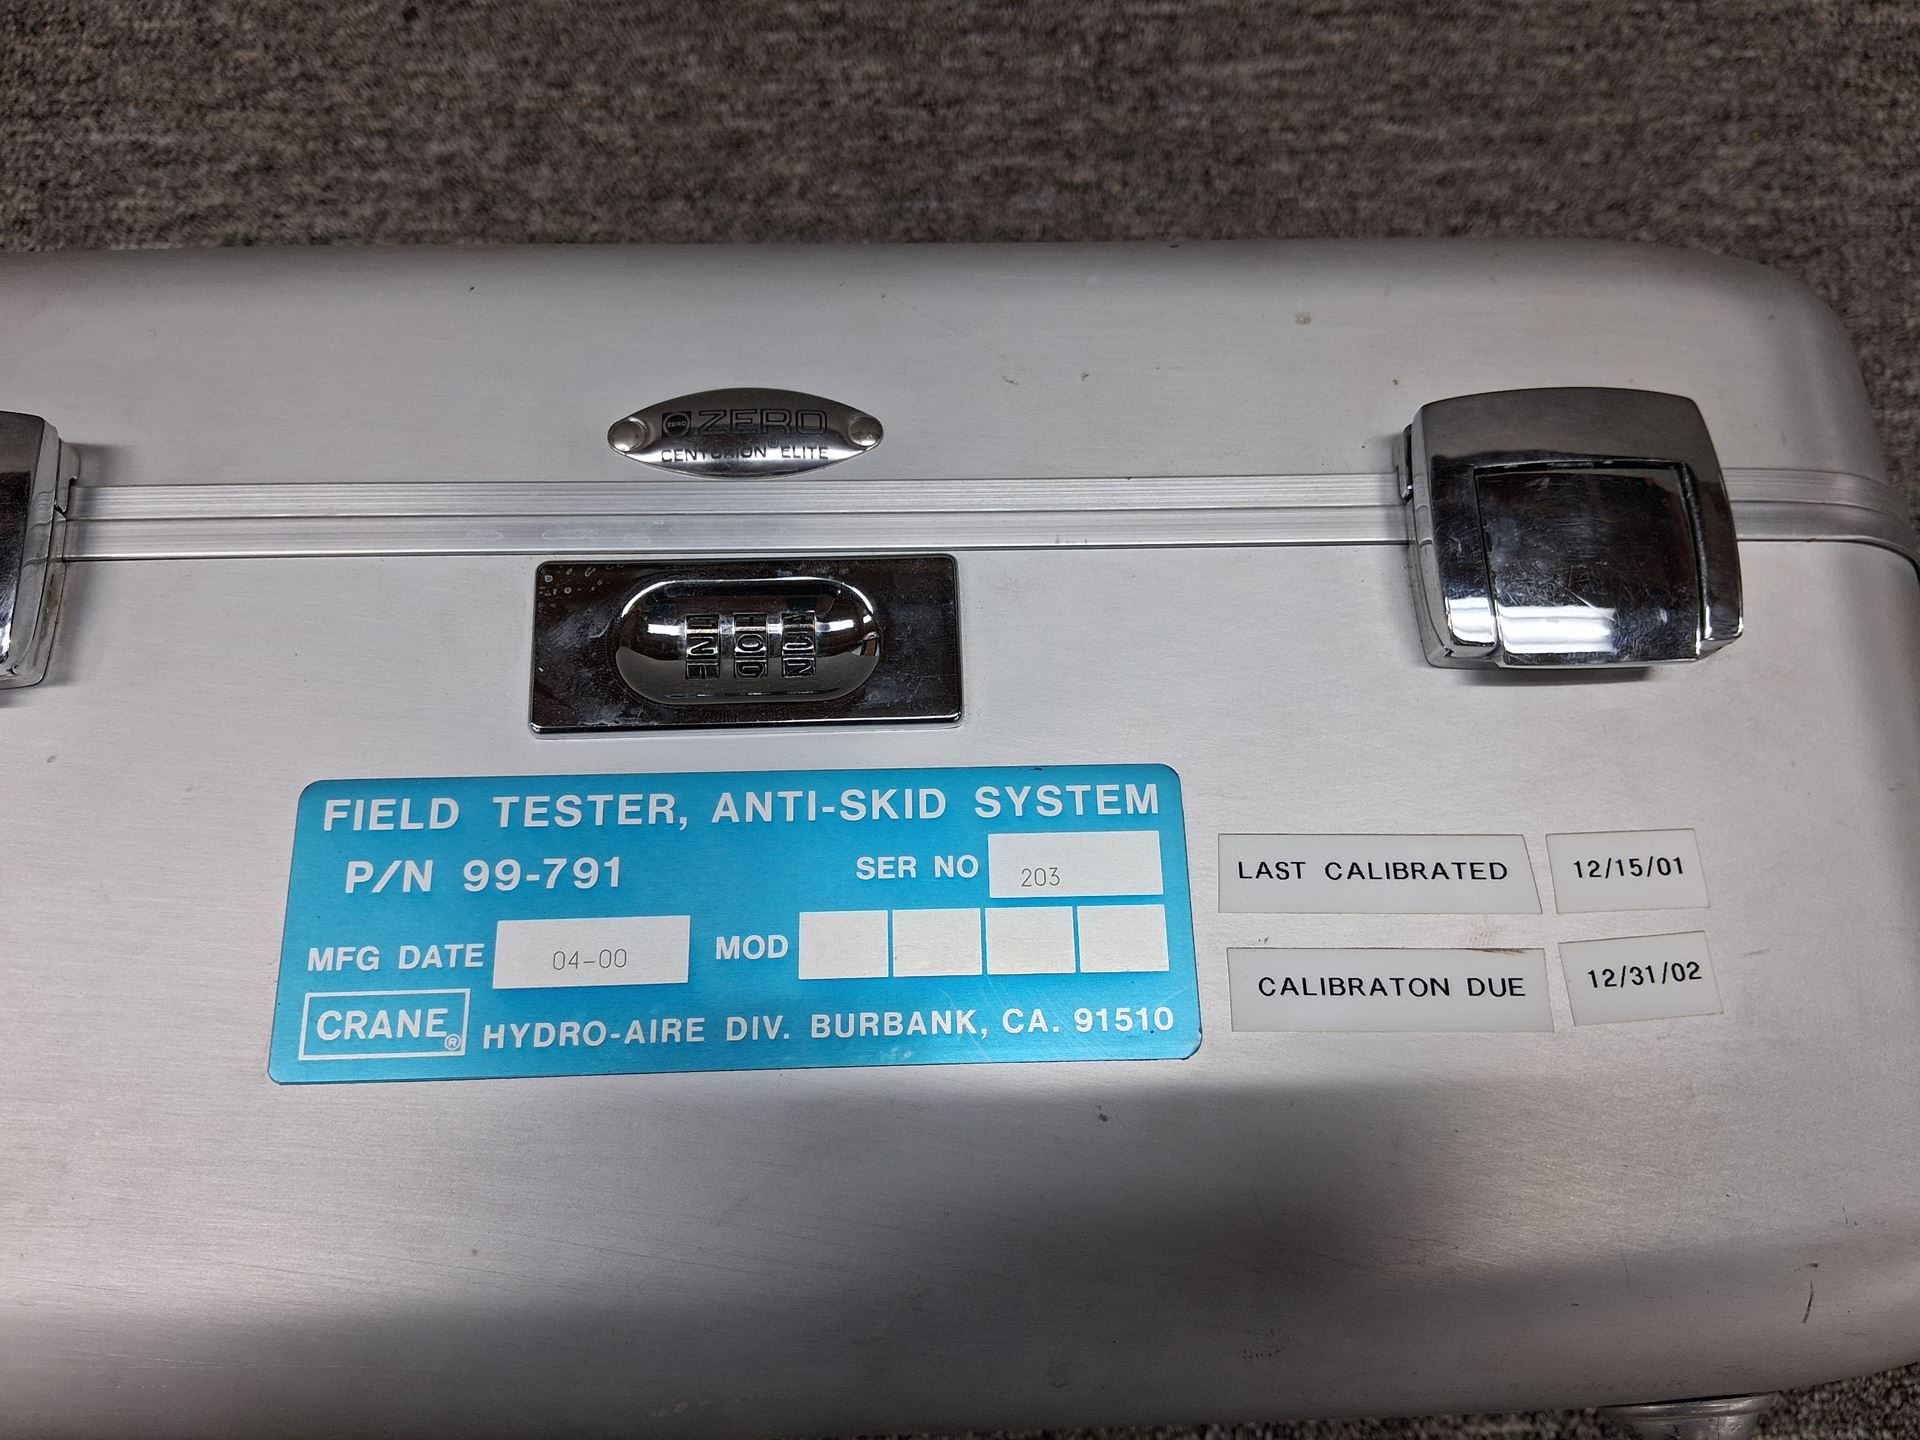 ZERO ZERO
CENTURION® ELITE
FIELD TESTER, ANTI-SKID SYSTEM
P/N 99-791 SER NO 203
MFG DATE 04-00 MOD
CRANE® HYDRO-AIRE DIV. BURBANK, CA. 91510
LAST CALIBRATED 12/15/01
CALIBRATON DUE 12/31/02